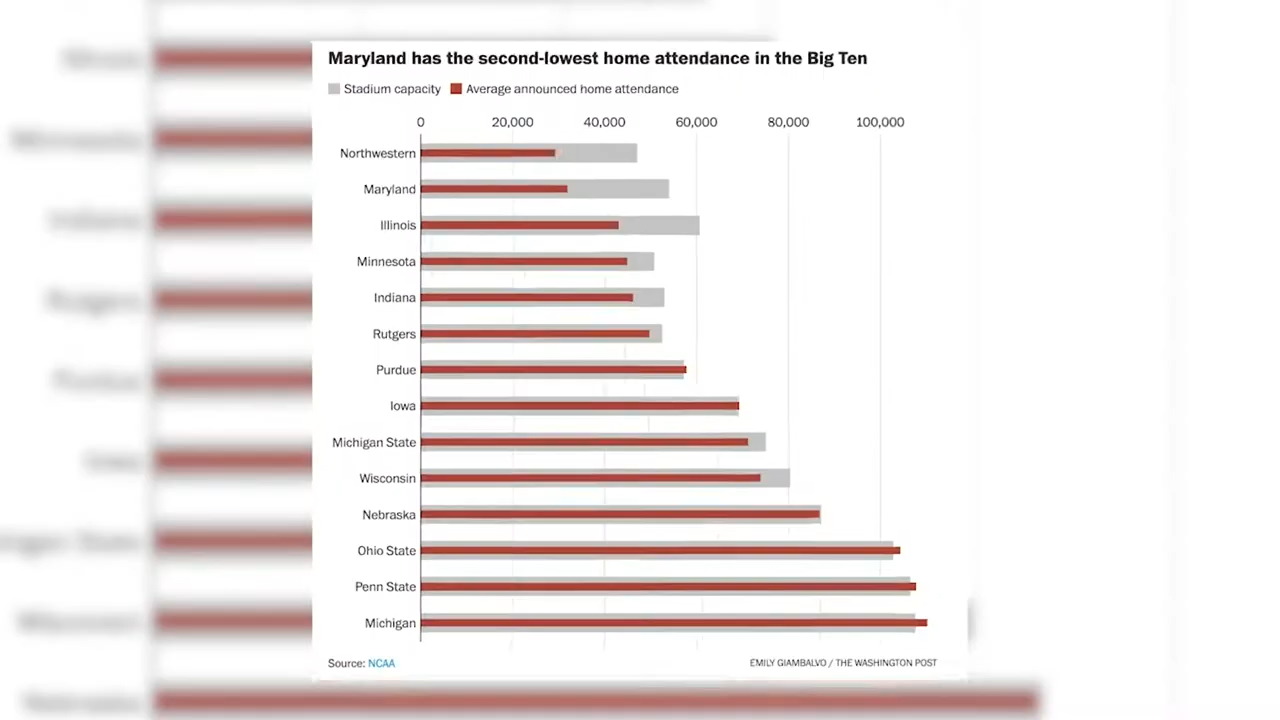 Maryland has the second-lowest home attendance in the Big Ten
Stadium capacity Average announced home attendance
0 20,000 40,000 60,000 80,000 100,000
Northwestern
Maryland
Illinois
Minnesota
Indiana
Rutgers
Purdue
Iowa
Michigan State
Wisconsin
Nebraska
Ohio State
Penn State
Michigan
Source: NCAA EMILY GIAMBALVO / THE WASHINGTON POST